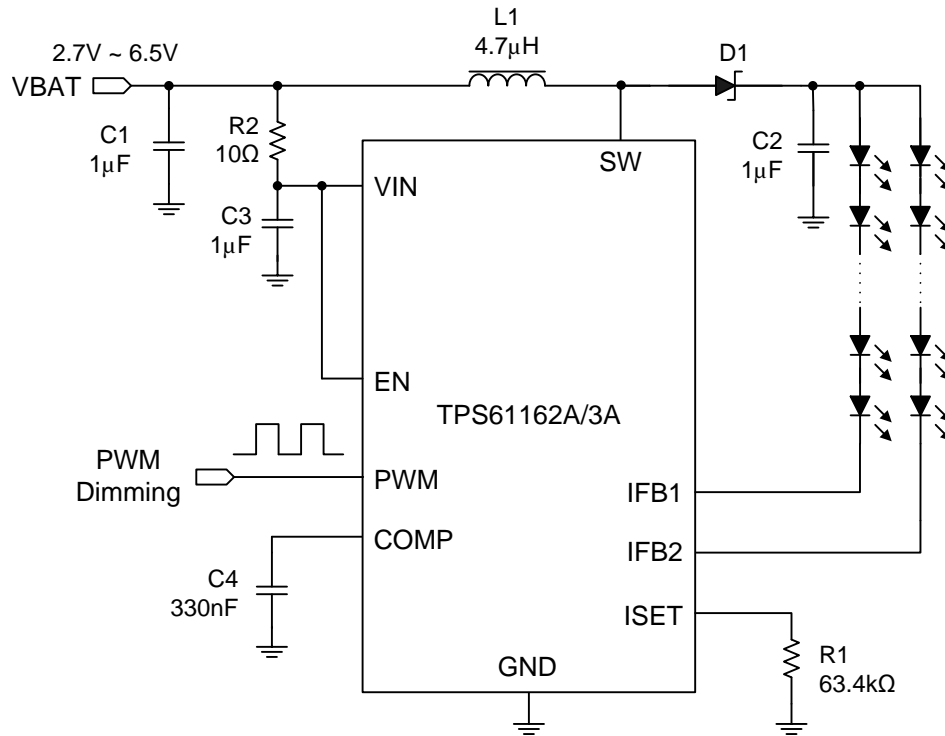 L1
4.7μH
2.7V ~ 6.5V
VBAT
D1
C1
1μF
R2
10Ω
C3
1μF
SW
C2
1μF
VIN
EN
TPS61162A/3A
PWM
Dimming
PWM
IFB1
COMP
IFB2
C4
330nF
ISET
R1
63.4kΩ
GND